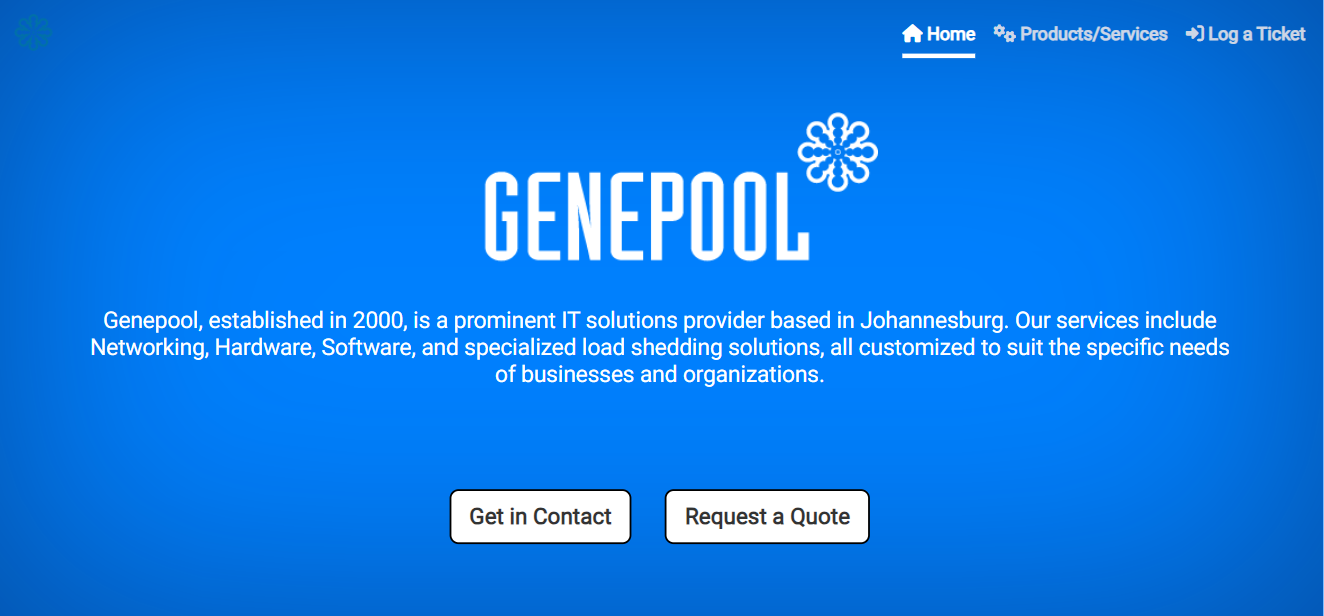 Home Products/Services Log a Ticket
GENEPOOL
Genepool, established in 2000, is a prominent IT solutions provider based in Johannesburg. Our services include
Networking, Hardware, Software, and specialized load shedding solutions, all customized to suit the specific needs
of businesses and organizations.
Get in Contact Request a Quote